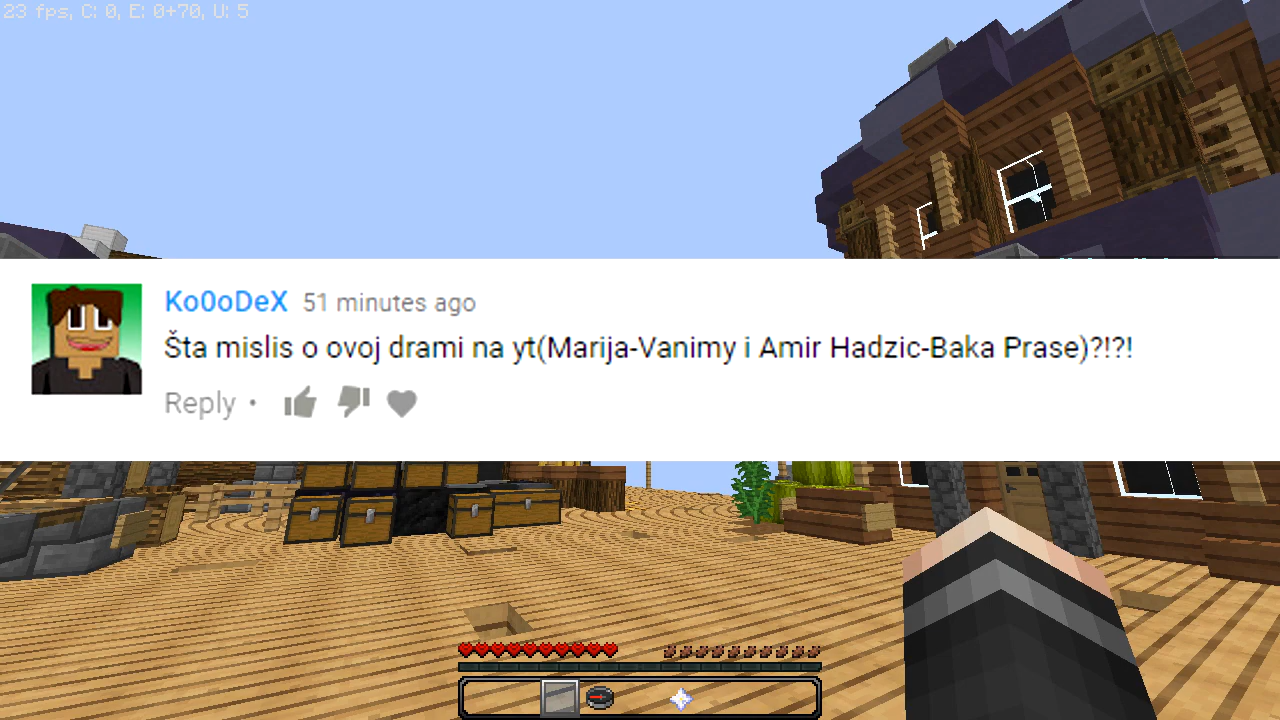 23 fps, C: 0, E: 0+70, U: 5
Ko0oDeX 51 minutes ago
Šta mislis o ovoj drami na yt(Marija-Vanimy i Amir Hadzic-Baka Prase)?!?!
Reply •